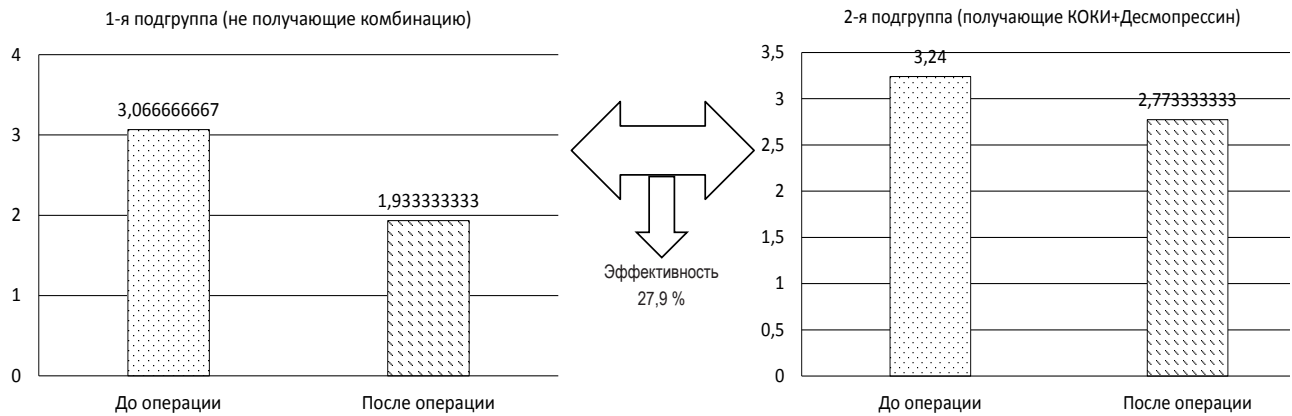 1-я подгруппа (не получающие комбинацию)
4
3
2
1
0
3,066666667
1,933333333
До операции
После операции
Эффективность
27,9 %
2-я подгруппа (получающие КОКИ+Десмопрессин)
3,5
3
2,5
2
1,5
1
0,5
0
3,24
2,773333333
До операции
После операции